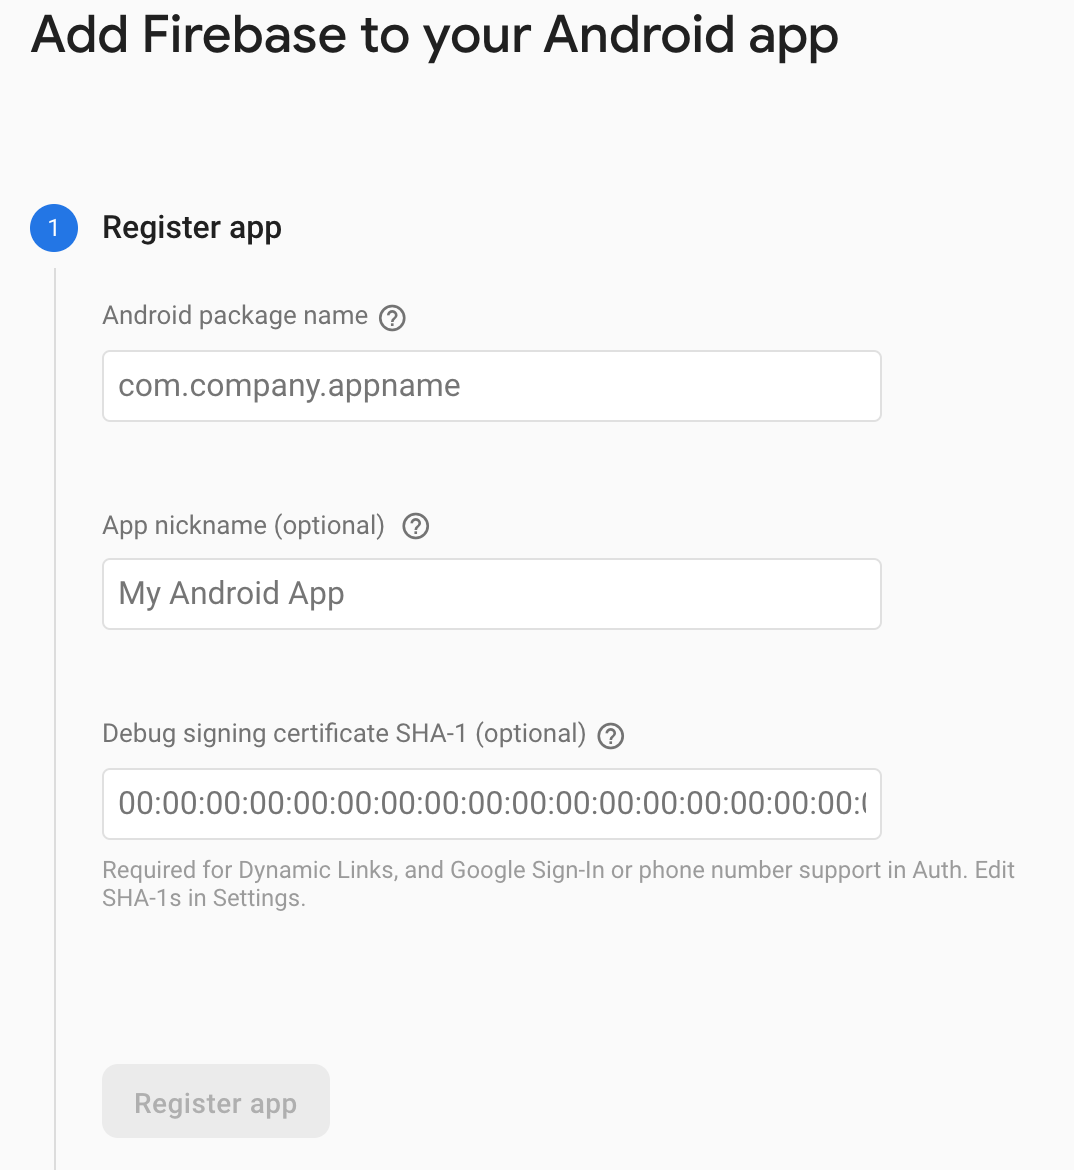 Add Firebase to your Android app
1 Register app
Android package name ?
com.company.appname
App nickname (optional) ?
My Android App
Debug signing certificate SHA-1 (optional) ?
00:00:00:00:00:00:00:00:00:00:00:00:00:00:00:00:00:
Required for Dynamic Links, and Google Sign-In or phone number support in Auth. Edit
SHA-1s in Settings.
Register app